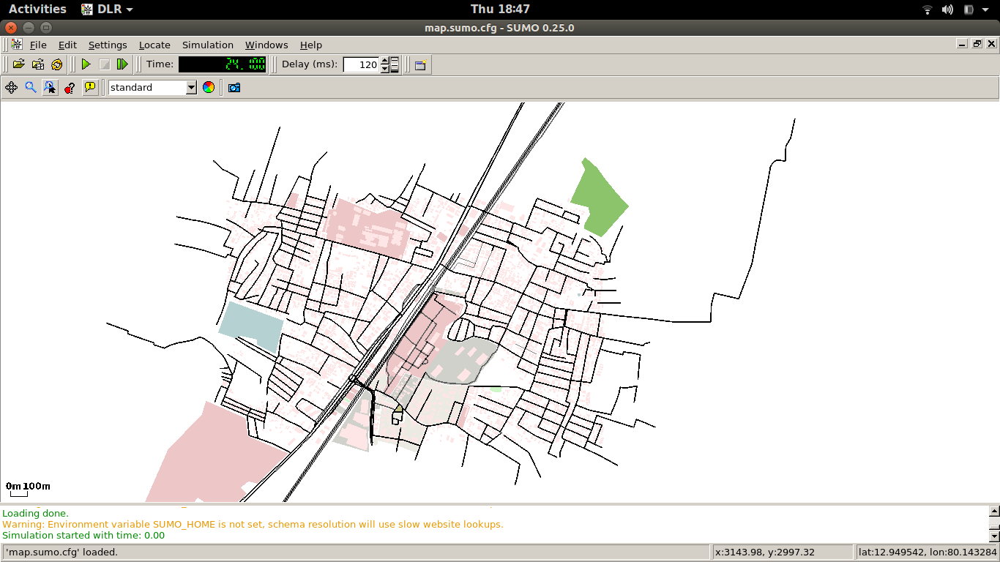 Activities DLR Thu 18:47
map.sumo.cfg - SUMO 0.25.0
File Edit Settings Locate Simulation Windows Help
Time: 24.100 Delay (ms): 120
standard
0m 100m
Loading done.
Warning: Environment variable SUMO_HOME is not set, schema resolution will use slow website lookups.
Simulation started with time: 0.00
'map.sumo.cfg' loaded. x:3143.98, y:2997.32 lat:12.949542, lon:80.143284